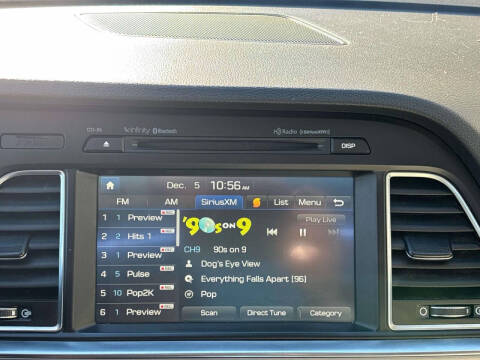 infinity Bluetooth
HD Radio (SiriusXM)
DISP
Dec. 5 10:56 AM
FM AM SiriusXM List Menu
1 1 Preview
2 2 Hits 1
3 1 Preview
4 5 Pulse
5 10 Pop2K
6 1 Preview
'90s ON 9
Play Live
CH9 90s on 9
Dog's Eye View
Everything Falls Apart (96)
Pop
Scan Direct Tune Category